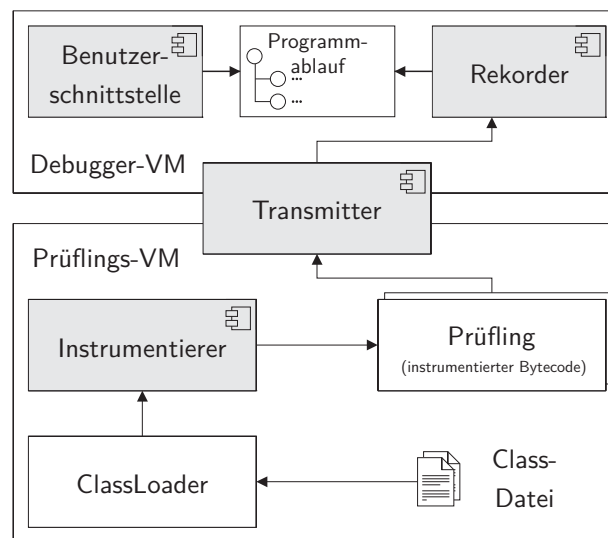 Benutzer-
schnittstelle
Programm-
ablauf
...
...
Rekorder
Debugger-VM
Transmitter
Prüflings-VM
Instrumentierer
Prüfling
(instrumentierter Bytecode)
ClassLoader
Class-
Datei